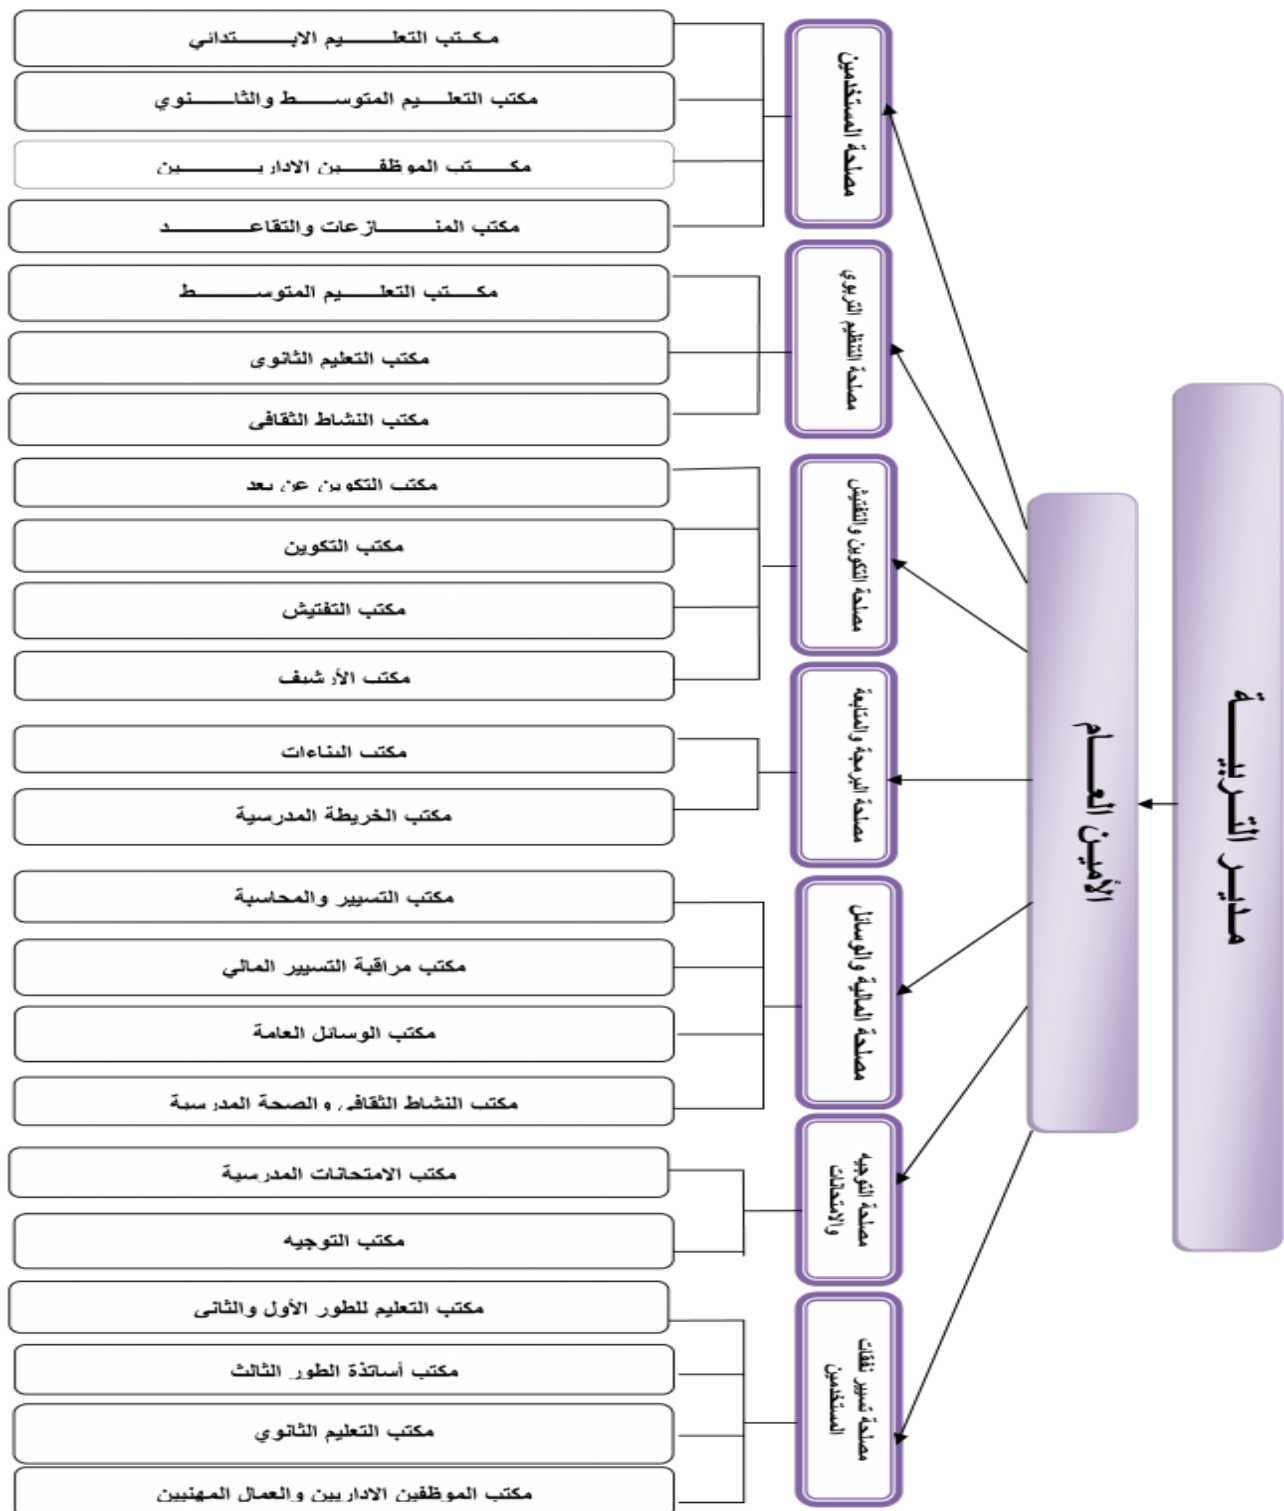 مدير التربية
الأمين العام
مصلحة المستخدمين
مكتب التعليم الابتدائي
مكتب التعليم المتوسط والثانوي
مكتب الموظفين الاداريين
مكتب المنازعات والتقاعد
مصلحة التنظيم التربوي
مكتب التعليم المتوسط
مكتب التعليم الثانوي
مكتب النشاط الثقافي
مصلحة التكوين والتفتيش
مكتب التكوين عن بعد
مكتب التكوين
مكتب التفتيش
مكتب الأرشيف
مصلحة البرمجة والمتابعة
مكتب البناءات
مكتب الخريطة المدرسية
مصلحة المالية والوسائل
مكتب التسيير والمحاسبة
مكتب مراقبة التسيير المالي
مكتب الوسائل العامة
مكتب النشاط الثقافي والصحة المدرسية
مصلحة التوجيه
والامتحانات
مكتب الامتحانات المدرسية
مكتب التوجيه
مصلحة تسيير نفقات
المستخدمين
مكتب التعليم للطور الأول والثاني
مكتب أساتذة الطور الثالث
مكتب التعليم الثانوي
مكتب الموظفين الاداريين والعمال المهنيين